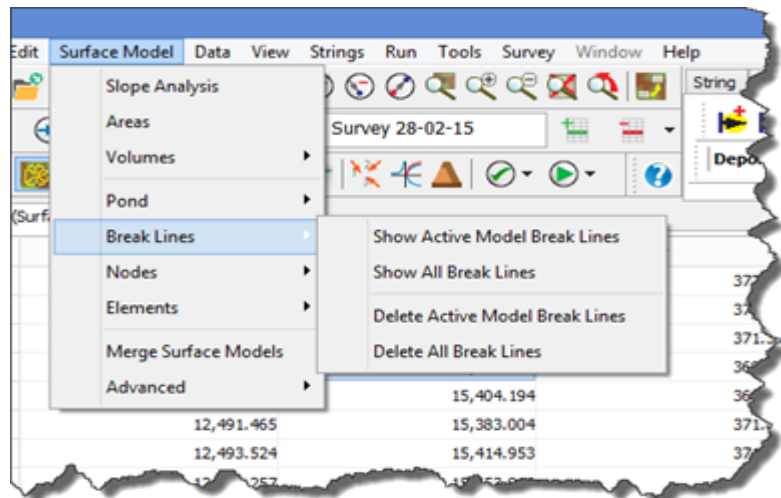 Edit Surface Model Data View Strings Run Tools Survey Window Help
Slope Analysis
String
Areas
Survey 28-02-15
Volumes
Pond
(Surf
Break Lines
Show Active Model Break Lines
Nodes
Show All Break Lines
Elements
Delete Active Model Break Lines
Merge Surface Models
Delete All Break Lines
Advanced
15,404.194
12,491.465 15,383.004 371.
12,493.524 15,414.953